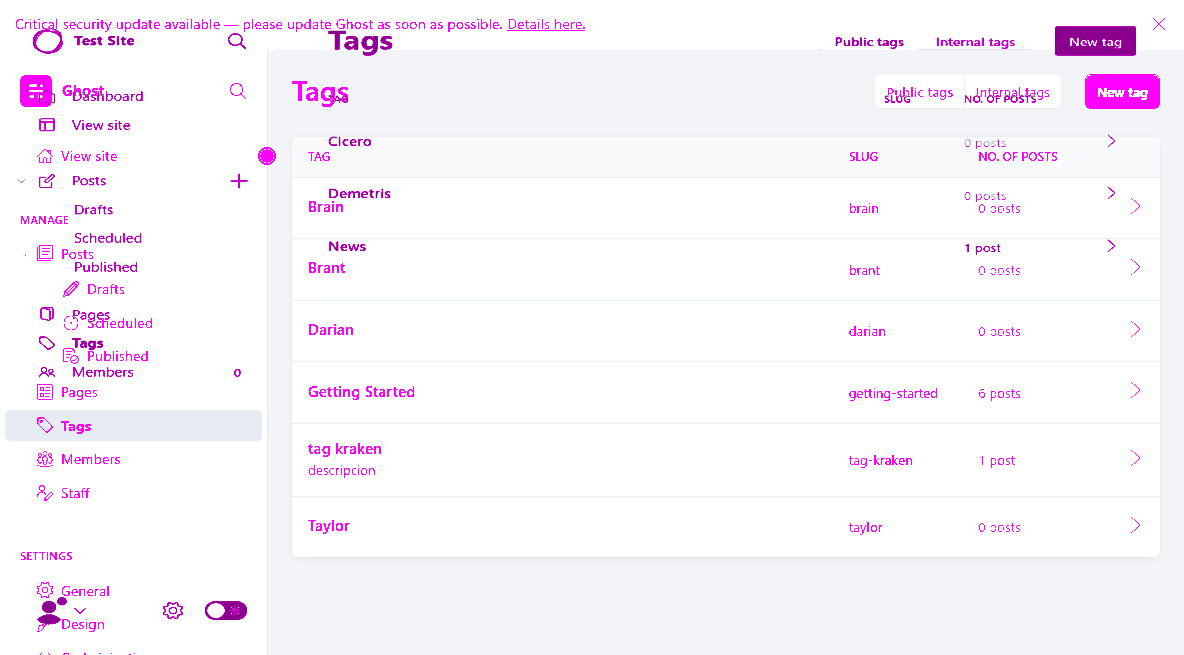 Critical security update available — please update Ghost as soon as possible. Details here.
Test Site
Tags
Public tags
Internal tags
New tag
Ghost
Dashboard
Tags
Public tags
Internal tags
New tag
TAG
SLUG
NO. OF POSTS
View site
Cicero
0 posts
View site
TAG
SLUG
NO. OF POSTS
Posts
Demetris
0 posts
Drafts
Brain
brain
0 posts
MANAGE
Scheduled
News
1 post
Posts
Published
Brant
brant
0 posts
Drafts
Pages
Scheduled
Darian
darian
0 posts
Tags
Published
Members
0
Pages
Getting Started
getting-started
6 posts
Tags
tag kraken
descripcion
tag-kraken
1 post
Members
Staff
Taylor
taylor
0 posts
SETTINGS
General
Design